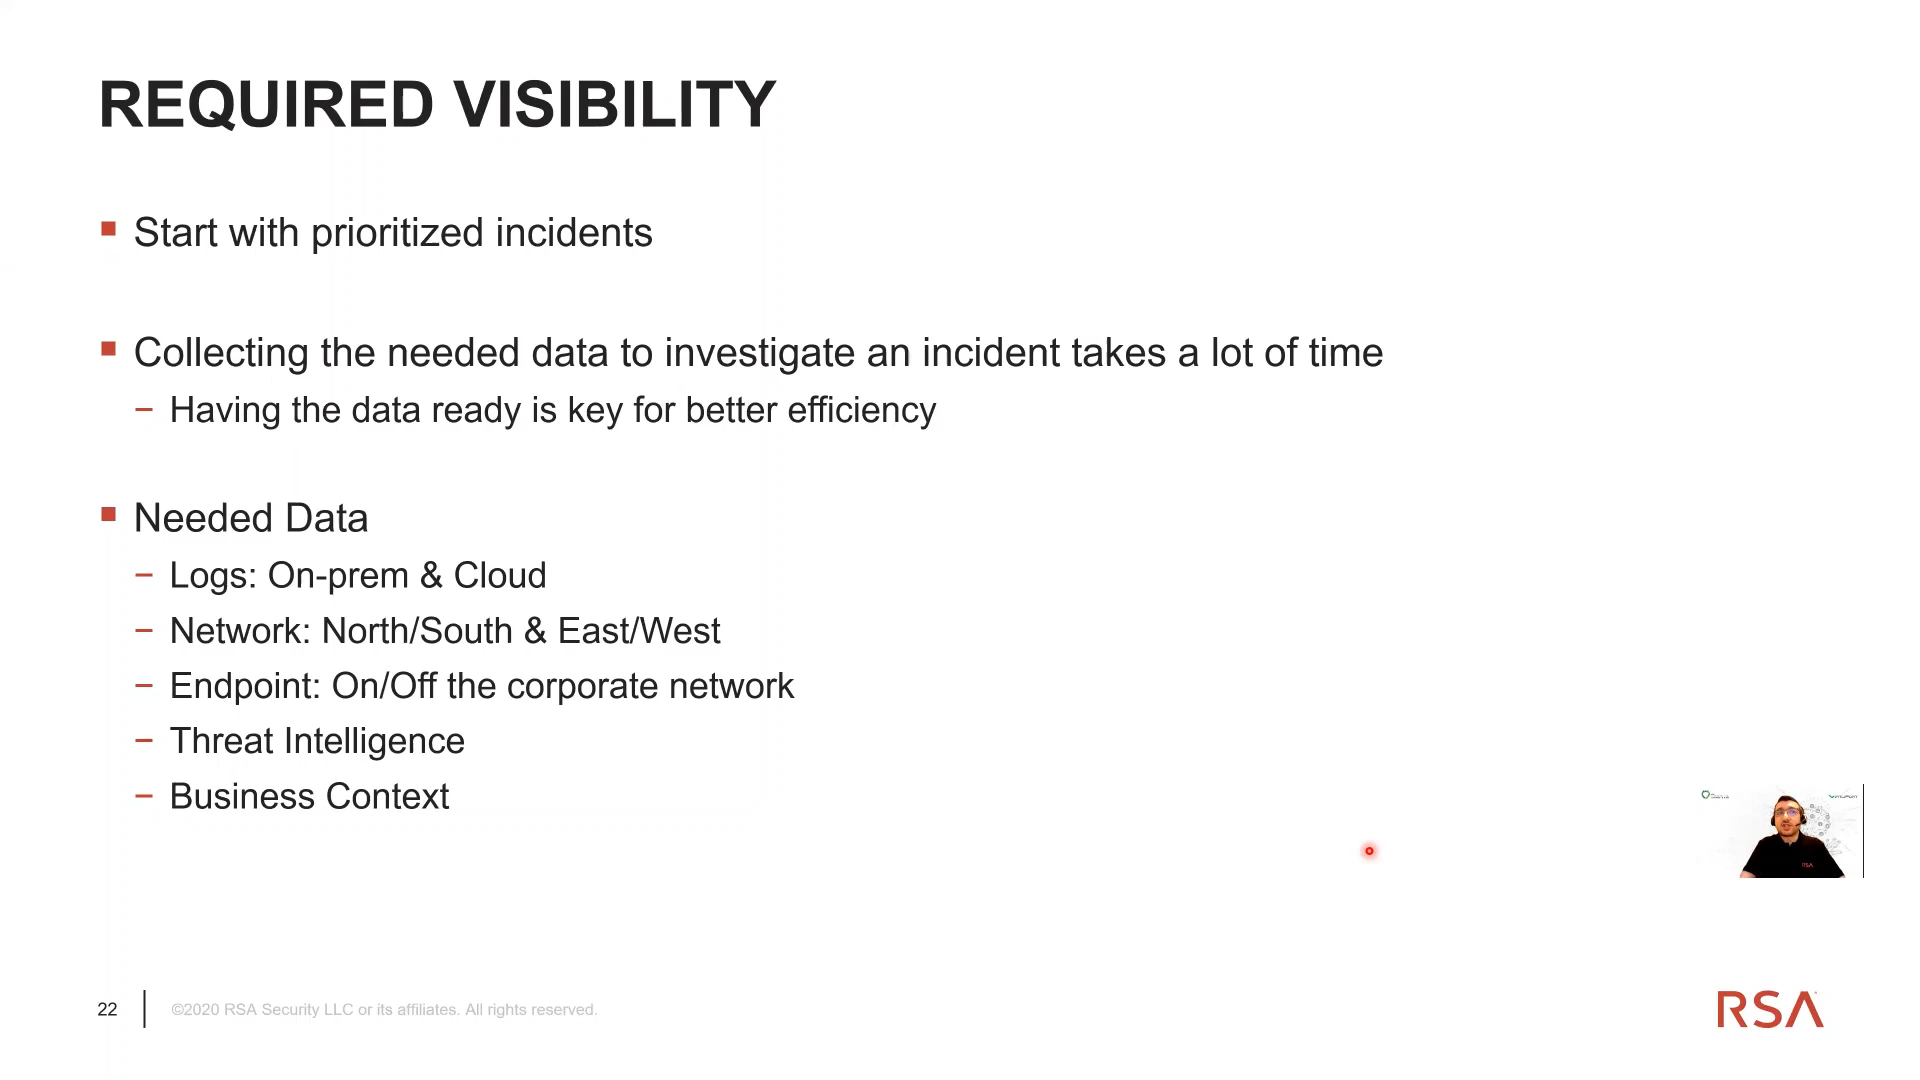 REQUIRED VISIBILITY
▪ Start with prioritized incidents
▪ Collecting the needed data to investigate an incident takes a lot of time
– Having the data ready is key for better efficiency
▪ Needed Data
– Logs: On-prem & Cloud
– Network: North/South & East/West
– Endpoint: On/Off the corporate network
– Threat Intelligence
– Business Context
RSA
22
©2020 RSA Security LLC or its affiliates. All rights reserved.
RSA